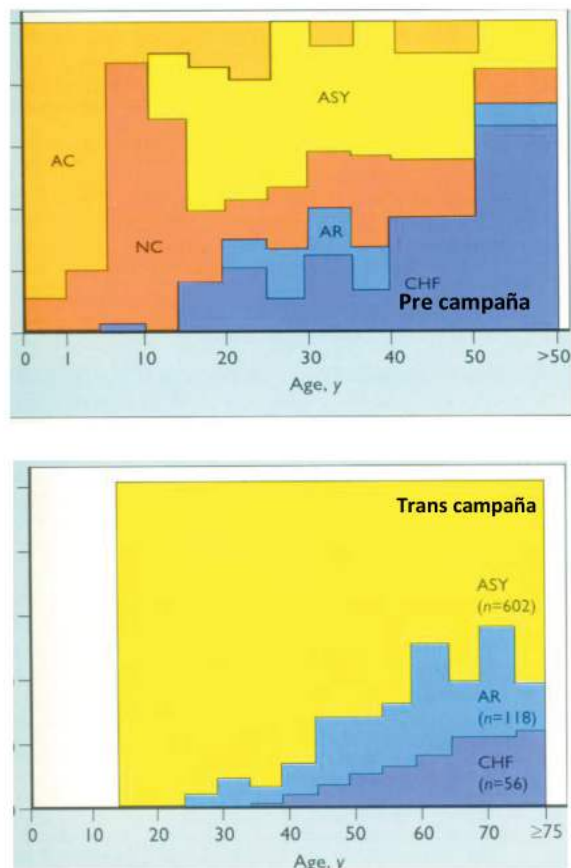 AC
ASY
NC
AR
CHF
Pre campaña
0 1 10 20 30 40 50 >50
Age, y
Trans campaña
ASY
(n=602)
AR
(n=118)
CHF
(n=56)
0 10 20 30 40 50 60 70 ≥75
Age, y